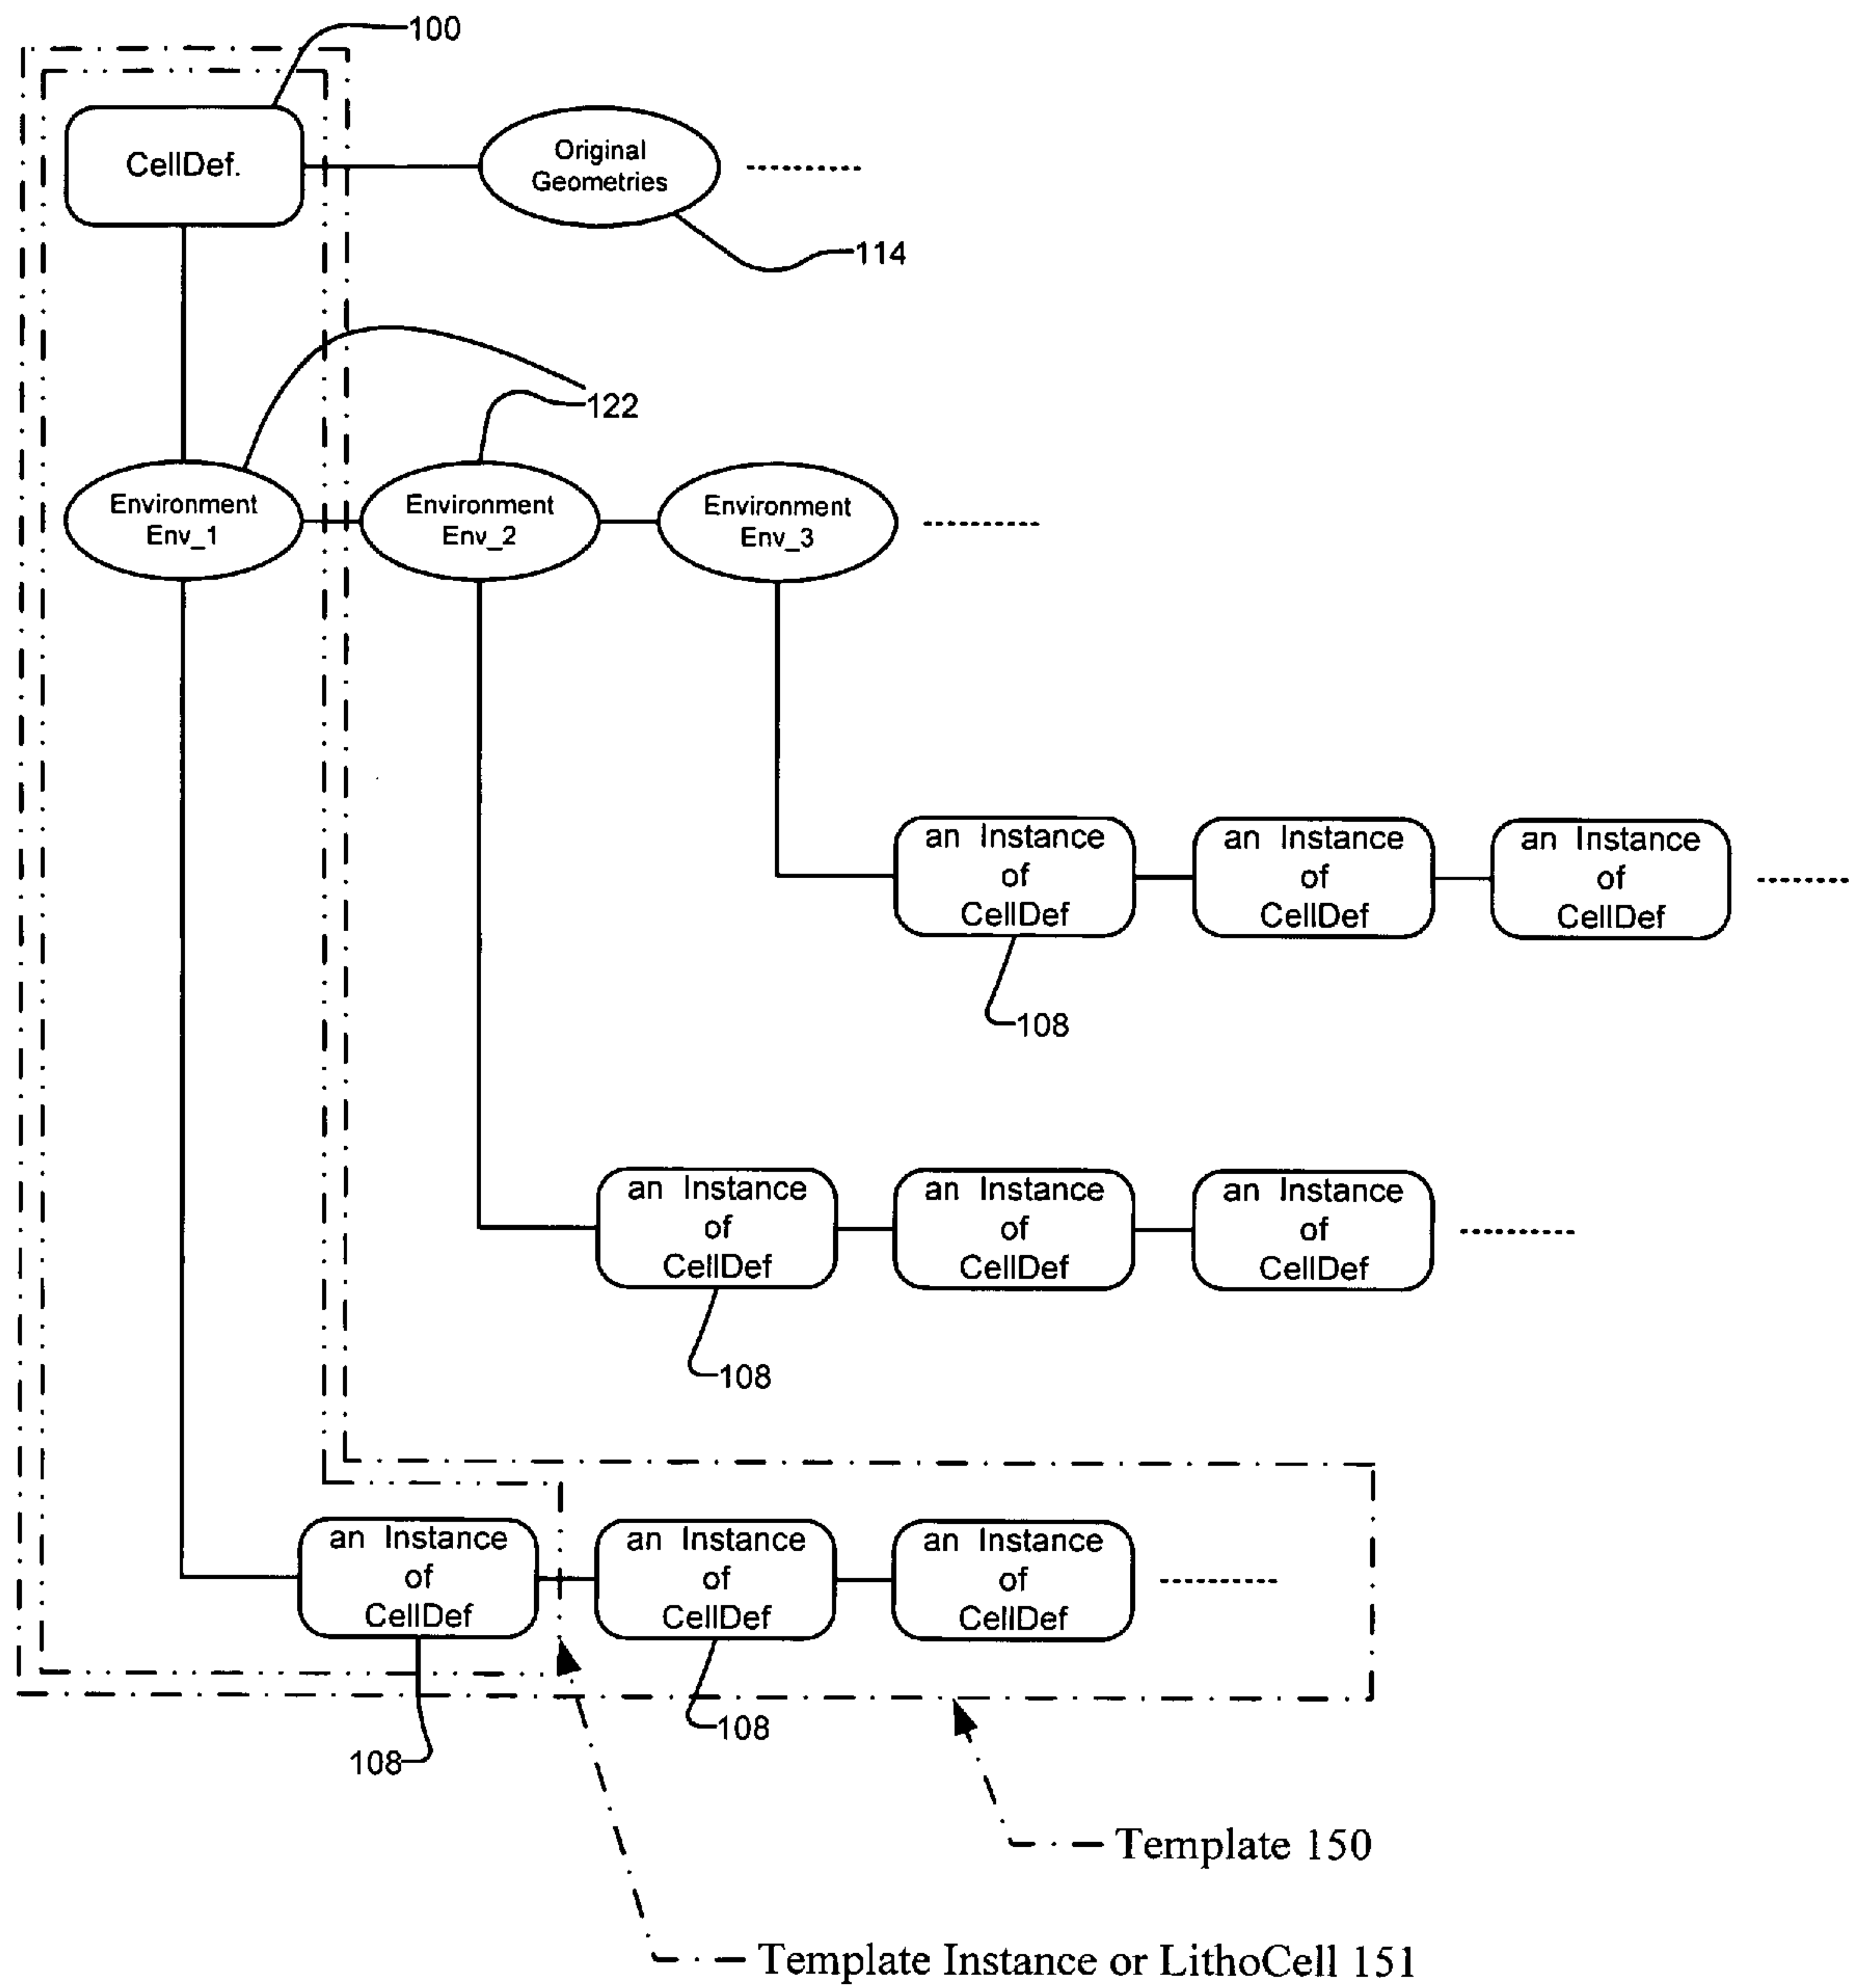 100
CellDef.
Original
Geometries
114
122
Environment
Env_1
Environment
Env_2
Environment
Env_3
an Instance
of
CellDef
an Instance
of
CellDef
an Instance
of
CellDef
108
an Instance
of
CellDef
an Instance
of
CellDef
an Instance
of
CellDef
108
an Instance
of
CellDef
an Instance
of
CellDef
an Instance
of
CellDef
108
108
Template 150
Template Instance or LithoCell 151